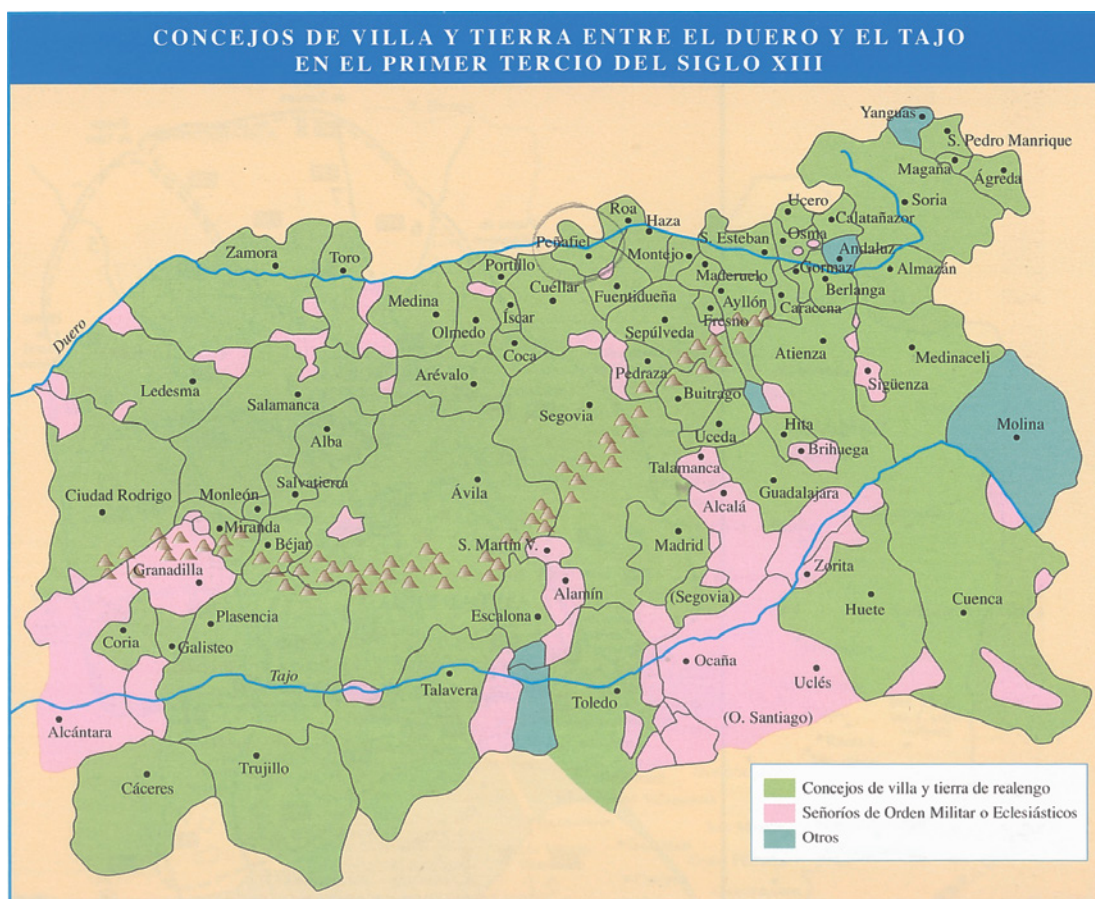 CONCEJOS DE VILLA Y TIERRA ENTRE EL DUERO Y EL TAJO
EN EL PRIMER TERCIO DEL SIGLO XIII
Yanguas
S. Pedro Manrique
Magaña
Ágreda
Soria
Ucero
Calatañazor
Roa
Haza
Osma
S. Esteban
Andaluz
Peñafiel
Zamora
Toro
Montejo
Maderuelo
Gormaz
Almazán
Portillo
Berlanga
Medina
Cuéllar
Fuentidueña
Ayllón
Caracena
Íscar
Olmedo
Sepúlveda
Fresno
Duero
Coca
Atienza
Medinaceli
Pedraza
Sigüenza
Arévalo
Ledesma
Salamanca
Segovia
Buitrago
Molina
Alba
Uceda
Hita
Brihuega
Talamanca
Salvatierra
Ávila
Guadalajara
Ciudad Rodrigo
Monleón
Alcalá
Miranda
Béjar
S. Martín V.
Madrid
Granadilla
Alamín
Zorita
(Segovia)
Huete
Cuenca
Plasencia
Escalona
Coria
Galisteo
Ocaña
Tajo
Talavera
Toledo
Uclés
Alcántara
(O. Santiago)
Trujillo
Cáceres
Concejos de villa y tierra de realengo
Señoríos de Orden Militar o Eclesiásticos
Otros